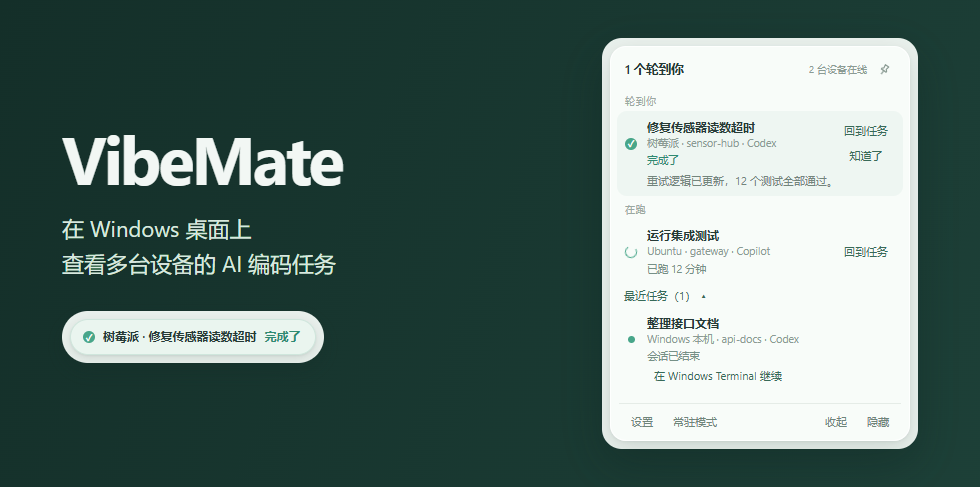 VibeMate
在 Windows 桌面上
查看多台设备的 AI 编码任务
树莓派 · 修复传感器读数超时 完成了
1 个轮到你 2 台设备在线
轮到你
修复传感器读数超时 回到任务
树莓派 · sensor-hub · Codex
知道了
完成了
重试逻辑已更新，12 个测试全部通过。
在跑
运行集成测试
Ubuntu · gateway · Copilot 回到任务
已跑 12 分钟
最近任务（1）
整理接口文档
Windows 本机 · api-docs · Codex
会话已结束
在 Windows Terminal 继续
设置 常驻模式 收起 隐藏